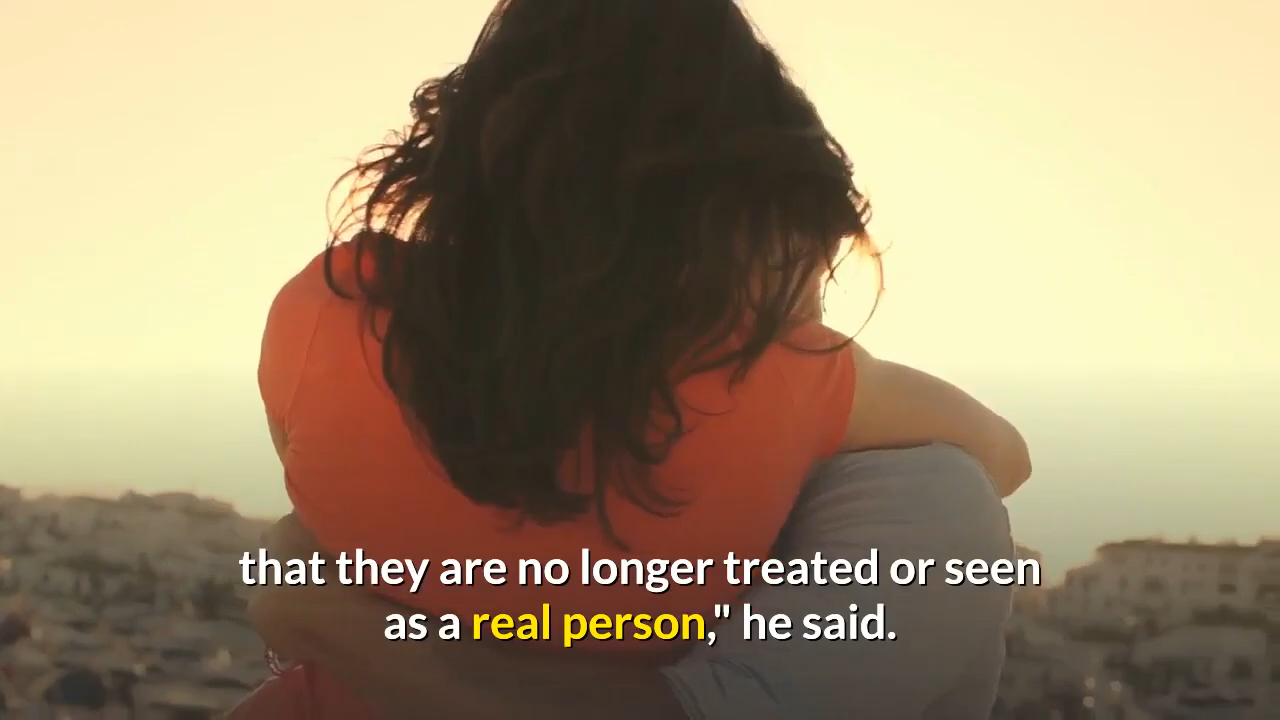 that they are no longer treated or seen
as a real person," he said.